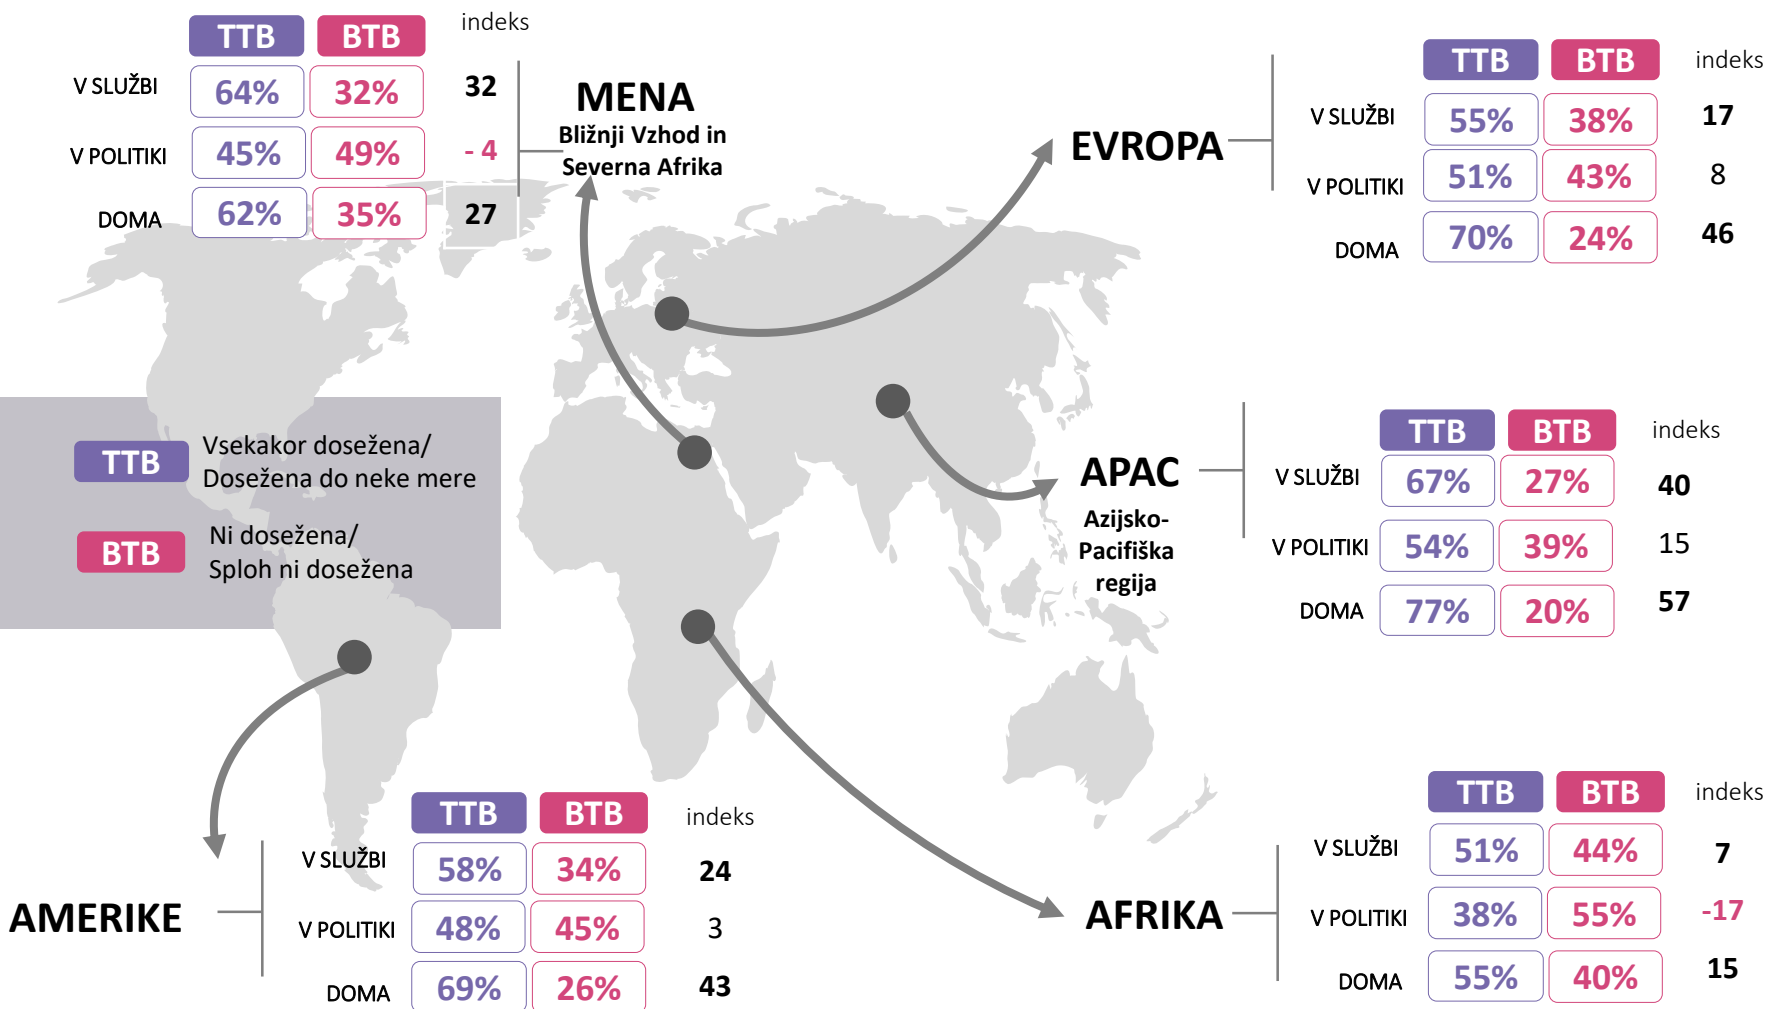 TTB BTB indeks
V SLUŽBI 64% 32% 32
V POLITIKI 45% 49% - 4
DOMA 62% 35% 27
MENA
Bližnji Vzhod in
Severna Afrika
EVROPA
TTB BTB indeks
V SLUŽBI 55% 38% 17
V POLITIKI 51% 43% 8
DOMA 70% 24% 46
TTB Vsekakor dosežena/
Dosežena do neke mere
BTB Ni dosežena/
Sploh ni dosežena
APAC
Azijsko-
Pacifiška
regija
TTB BTB indeks
V SLUŽBI 67% 27% 40
V POLITIKI 54% 39% 15
DOMA 77% 20% 57
AMERIKE
TTB BTB indeks
V SLUŽBI 58% 34% 24
V POLITIKI 48% 45% 3
DOMA 69% 26% 43
AFRIKA
TTB BTB indeks
V SLUŽBI 51% 44% 7
V POLITIKI 38% 55% -17
DOMA 55% 40% 15